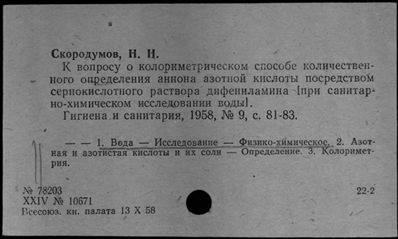 Скородумов, Н. Н.
К вопросу о колориметрическом способе количествен-
ного определения аниона азотной кислоты посредством
сернокислотного раствора дифениламина [при санитар-
но-химическом исследовании воды].
Гигиена и санитария, 1958, № 9, с. 81-83.
— — 1. Вода — Исследование — Физико-химическое. 2. Азот-
ная и азотистая кислоты и их соли — Определение. 3. Колоримет-
рия.
№ 78203
22-2
XXIV № 10671
Всесоюз. кн. палата 13 X 58